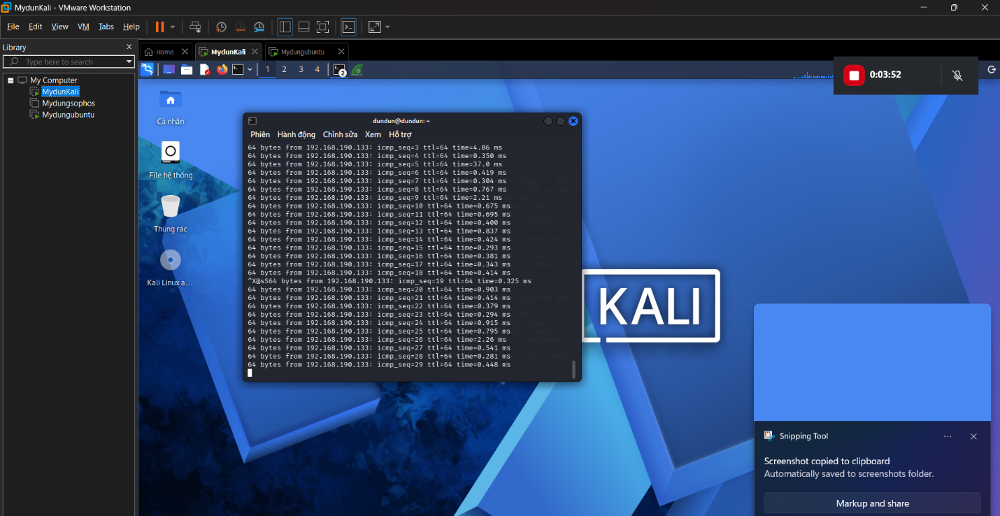 MydunKali - VMware Workstation
File Edit View VM Tabs Help
Library
Type here to search
My Computer
MydunKali
Mydungsophos
Mydungubuntu
Home
MydunKali
Mydungubuntu
1 2 3 4
2
00:03:52
Cá nhân
File hệ thống
Thùng rác
Kali Linux a...
dundun@dundun: ~
Phiên Hành động Chỉnh sửa Xem Hỗ trợ
64 bytes from 192.168.190.133: icmp_seq=3 ttl=64 time=4.86 ms
64 bytes from 192.168.190.133: icmp_seq=4 ttl=64 time=0.350 ms
64 bytes from 192.168.190.133: icmp_seq=5 ttl=64 time=37.0 ms
64 bytes from 192.168.190.133: icmp_seq=6 ttl=64 time=0.419 ms
64 bytes from 192.168.190.133: icmp_seq=7 ttl=64 time=0.304 ms
64 bytes from 192.168.190.133: icmp_seq=8 ttl=64 time=0.767 ms
64 bytes from 192.168.190.133: icmp_seq=9 ttl=64 time=2.21 ms
64 bytes from 192.168.190.133: icmp_seq=10 ttl=64 time=0.675 ms
64 bytes from 192.168.190.133: icmp_seq=11 ttl=64 time=0.695 ms
64 bytes from 192.168.190.133: icmp_seq=12 ttl=64 time=0.400 ms
64 bytes from 192.168.190.133: icmp_seq=13 ttl=64 time=0.837 ms
64 bytes from 192.168.190.133: icmp_seq=14 ttl=64 time=0.424 ms
64 bytes from 192.168.190.133: icmp_seq=15 ttl=64 time=0.293 ms
64 bytes from 192.168.190.133: icmp_seq=16 ttl=64 time=0.381 ms
64 bytes from 192.168.190.133: icmp_seq=17 ttl=64 time=0.343 ms
64 bytes from 192.168.190.133: icmp_seq=18 ttl=64 time=0.414 ms
^X@sS64 bytes from 192.168.190.133: icmp_seq=19 ttl=64 time=0.325 ms
64 bytes from 192.168.190.133: icmp_seq=20 ttl=64 time=0.903 ms
64 bytes from 192.168.190.133: icmp_seq=21 ttl=64 time=0.414 ms
64 bytes from 192.168.190.133: icmp_seq=22 ttl=64 time=0.379 ms
64 bytes from 192.168.190.133: icmp_seq=23 ttl=64 time=0.294 ms
64 bytes from 192.168.190.133: icmp_seq=24 ttl=64 time=0.915 ms
64 bytes from 192.168.190.133: icmp_seq=25 ttl=64 time=0.795 ms
64 bytes from 192.168.190.133: icmp_seq=26 ttl=64 time=2.26 ms
64 bytes from 192.168.190.133: icmp_seq=27 ttl=64 time=0.541 ms
64 bytes from 192.168.190.133: icmp_seq=28 ttl=64 time=0.281 ms
64 bytes from 192.168.190.133: icmp_seq=29 ttl=64 time=0.448 ms
KALI
Snipping Tool
Screenshot copied to clipboard
Automatically saved to screenshots folder.
Markup and share